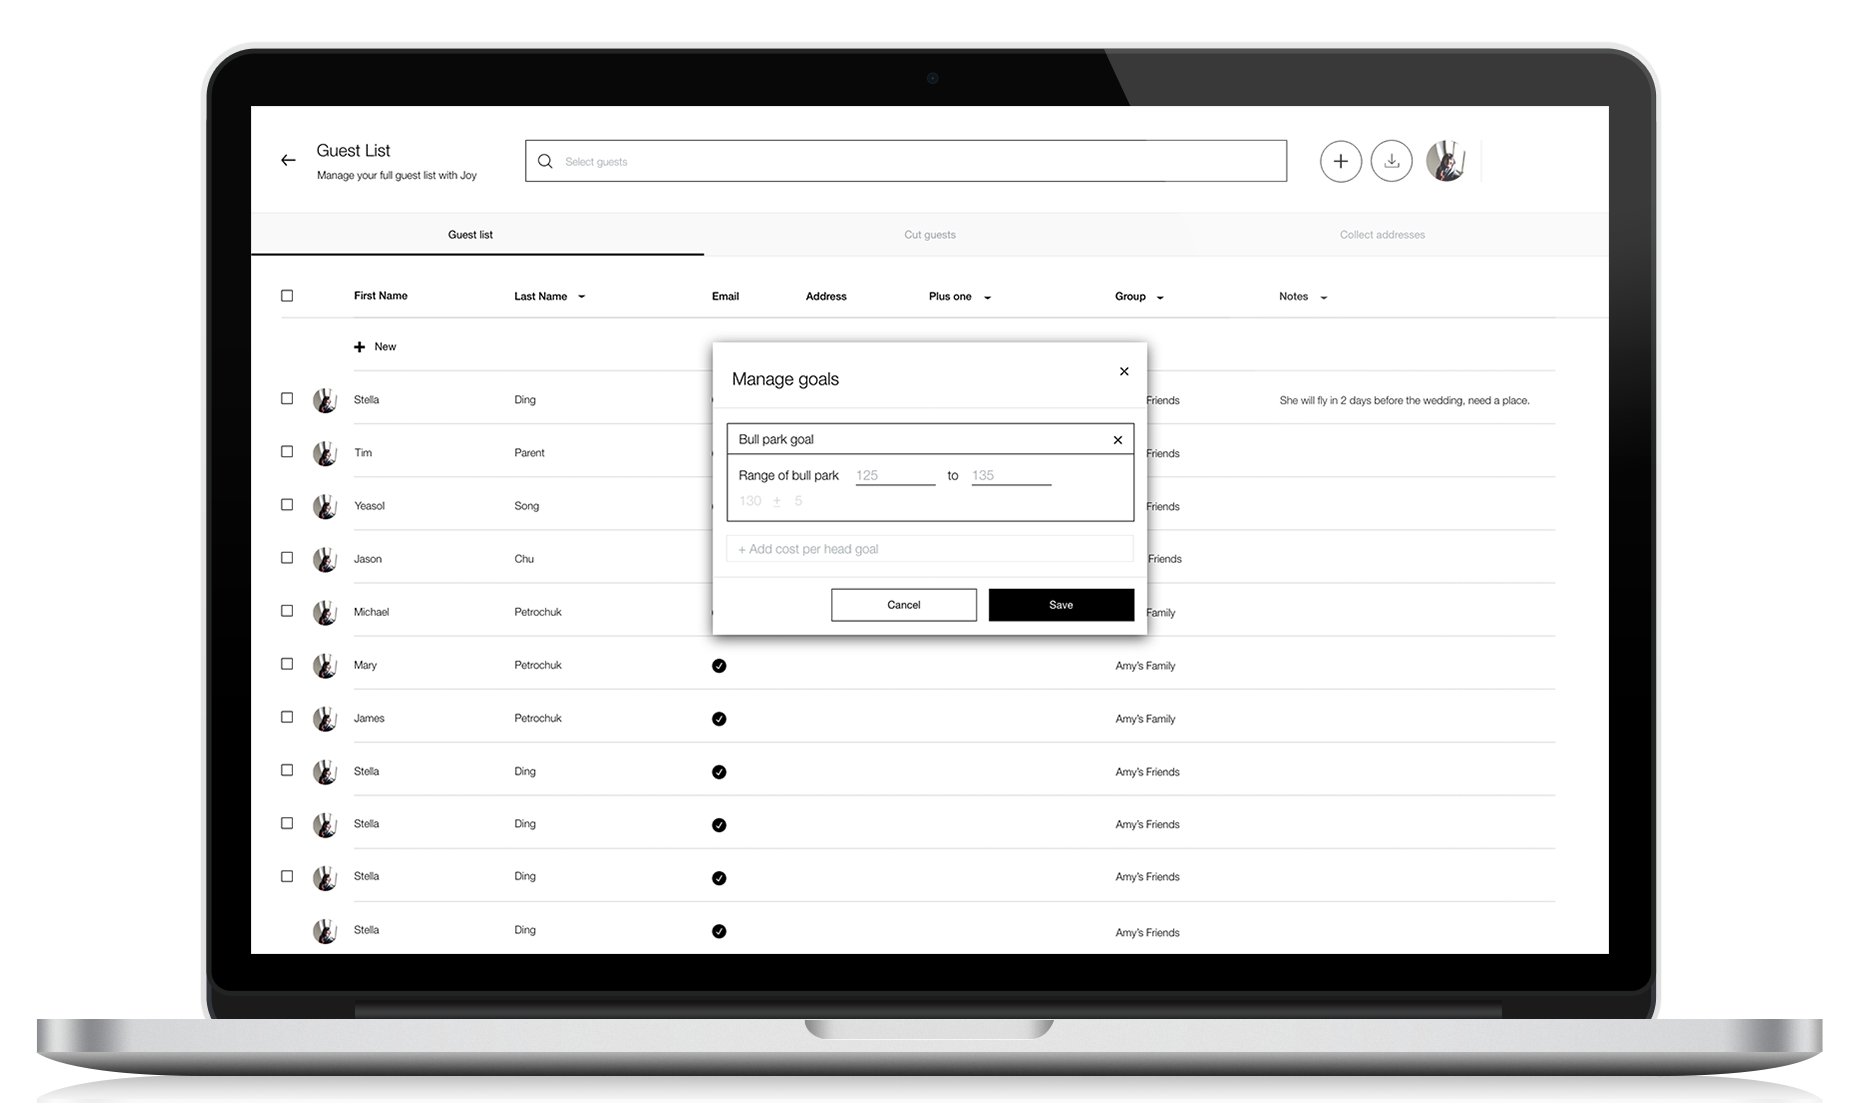 Guest List
Manage your full guest list with Joy
Select guests
Guest list
Cut guests
Collect addresses
First Name
Last Name
Email
Address
Plus one
Group
Notes
New
Manage goals
Bull park goal
Range of bull park 125 to 135
130 ± 5
+ Add cost per head goal
Cancel
Save
Stella Ding Friends She will fly in 2 days before the wedding, need a place.
Tim Parent Friends
Yeasol Song Friends
Jason Chu Friends
Michael Petrochuk Family
Mary Petrochuk Amy's Family
James Petrochuk Amy's Family
Stella Ding Amy's Friends
Stella Ding Amy's Friends
Stella Ding Amy's Friends
Stella Ding Amy's Friends